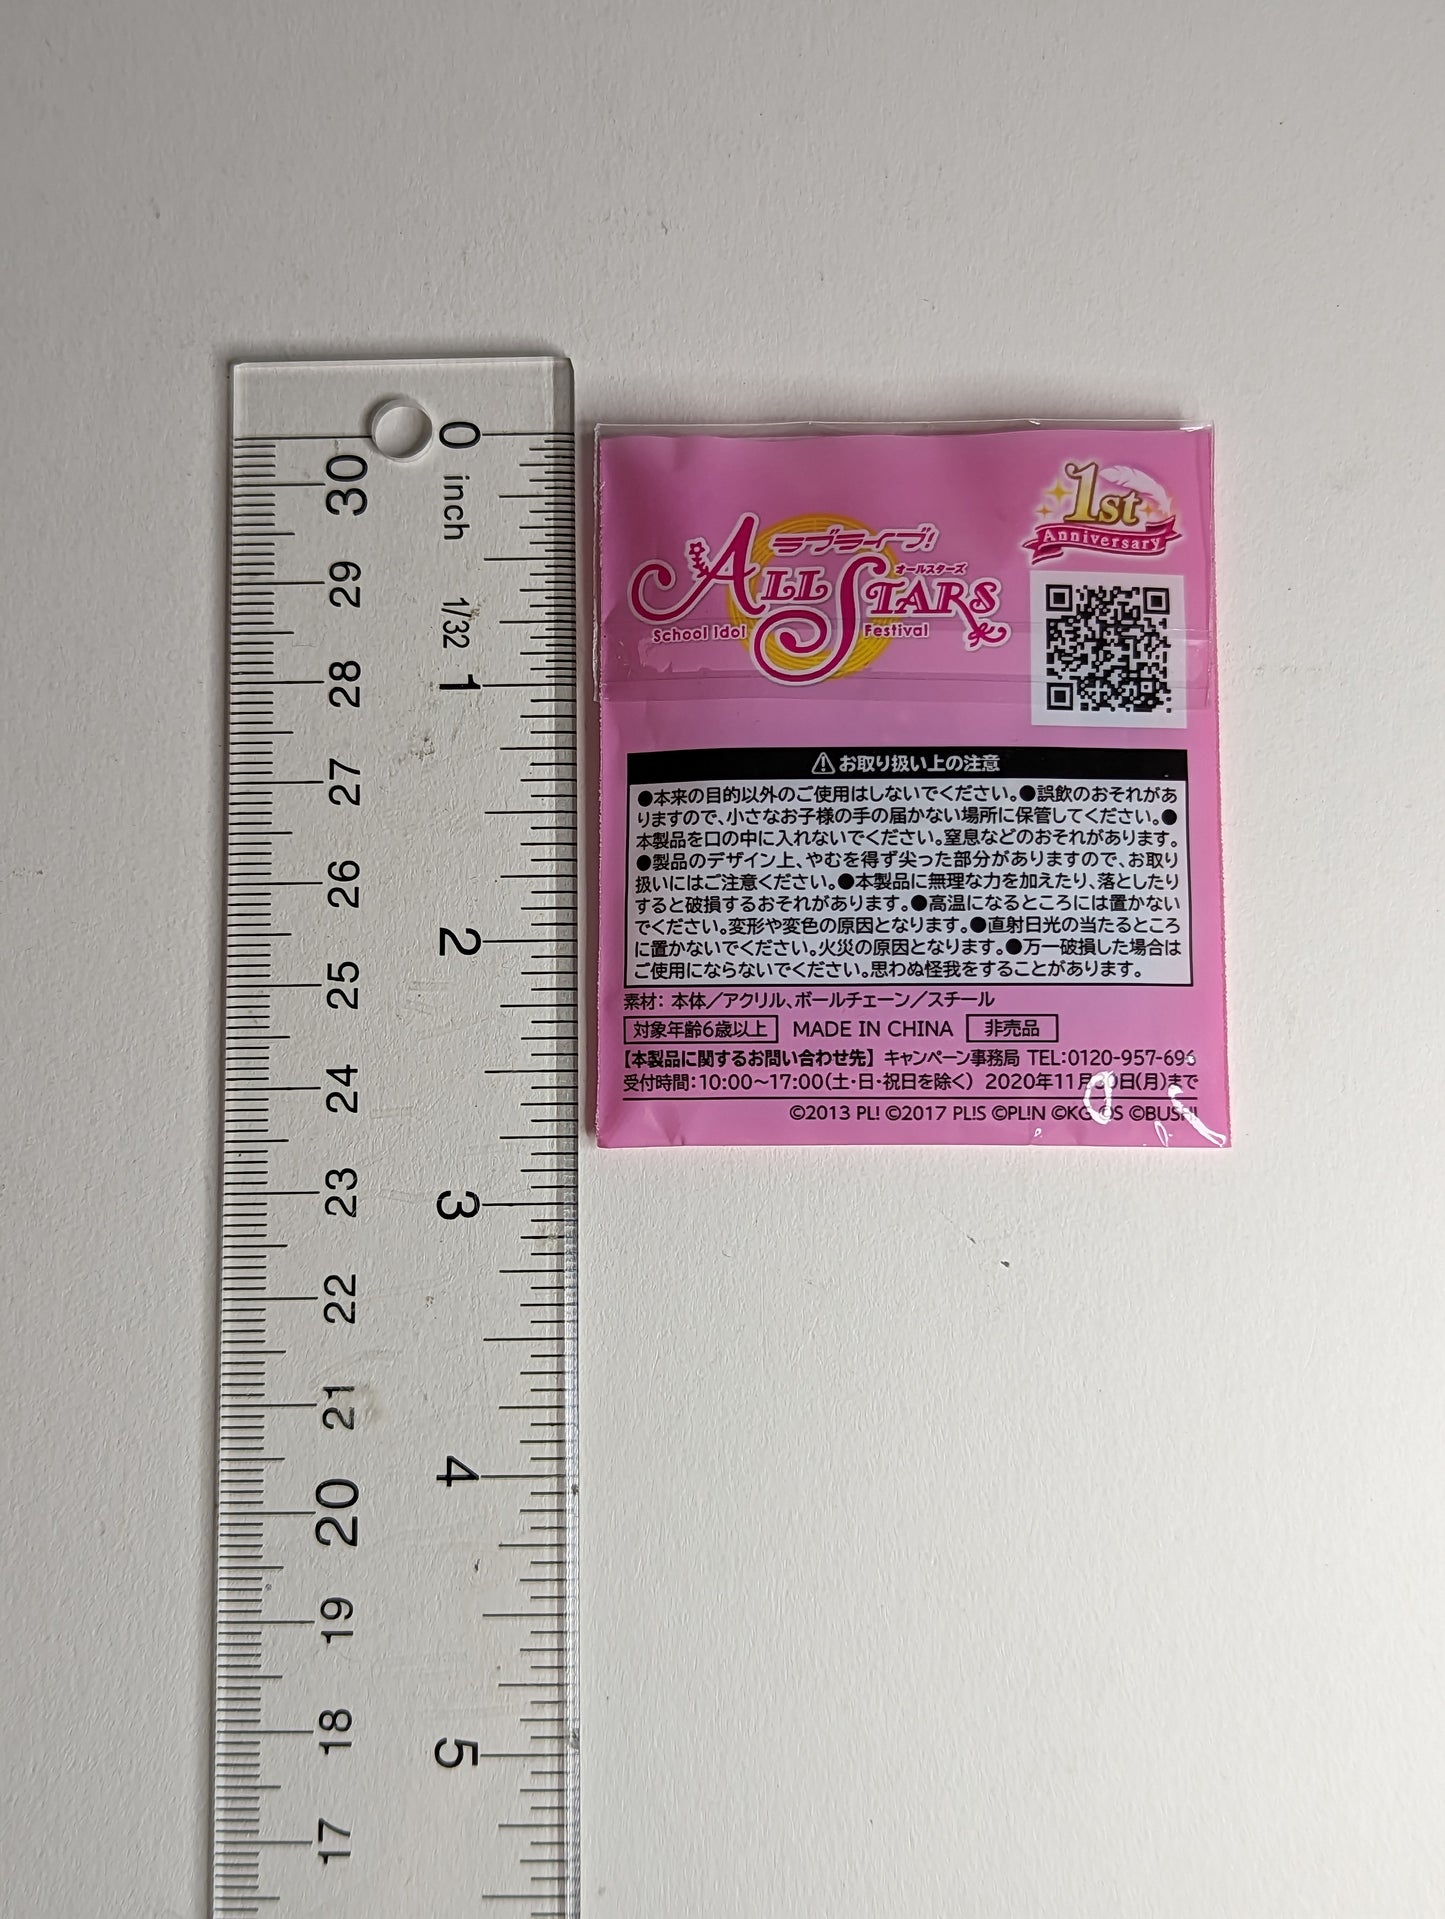 0
inch
1/32
1
2
3
4
5
30
29
28
27
26
25
24
23
22
21
20
19
18
17
1st
Anniversary
ラブライブ!
ALL STARS
オールスターズ
School Idol Festival
お取り扱い上の注意
●本来の目的以外のご使用はしないでください。●誤飲のおそれがあ
りますので、小さなお子様の手の届かない場所に保管してください。●
本製品を口の中に入れないでください。窒息などのおそれがあります。
●製品のデザイン上、やむを得ず尖った部分がありますので、お取り
扱いにはご注意ください。●本製品に無理な力を加えたり、落としたり
すると破損するおそれがあります。●高温になるところには置かない
でください。変形や変色の原因となります。●直射日光の当たるところ
に置かないでください。火災の原因となります。●万一破損した場合は
ご使用にならないでください。思わぬ怪我をすることがあります。
素材：本体／アクリル、ボールチェーン／スチール
対象年齢6歳以上 MADE IN CHINA 非売品
【本製品に関するお問い合わせ先】キャンペーン事務局 TEL:0120-957-696
受付時間：10:00〜17:00（土・日・祝日を除く） 2020年11月 日(月)まで
©2013 PL! ©2017 PL!S ©PL!N ©KG ©BUSHI